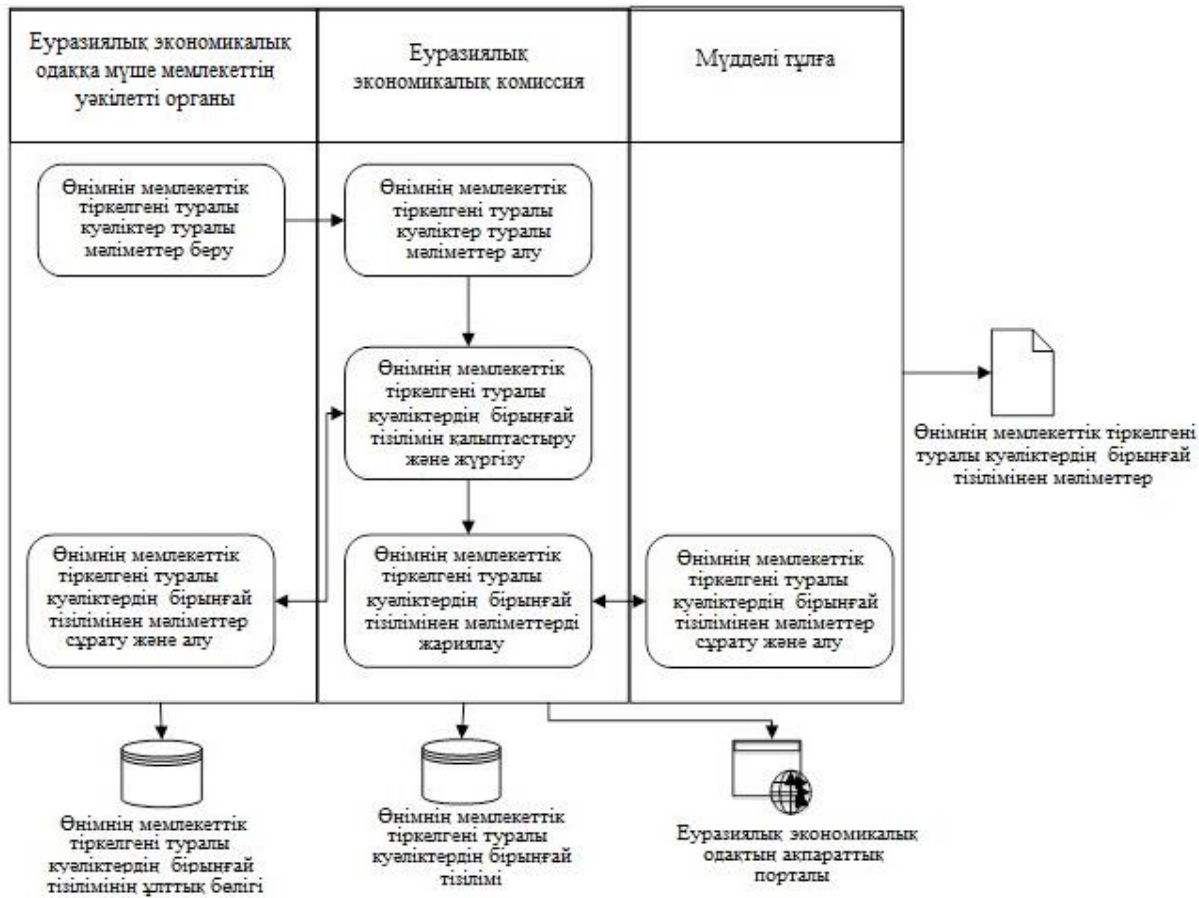 Еуразиялық экономикалық
одаққа мүше мемлекеттің
уәкілетті органы
Еуразиялық
экономикалық комиссия
Мүдделі тұлға
Өнімнің мемлекеттік
тіркелгені туралы
куәліктер туралы
мәліметтер беру
Өнімнің мемлекеттік
тіркелгені туралы
куәліктер туралы
мәліметтер алу
Өнімнің мемлекеттік
тіркелгені туралы
куәліктердің бірыңғай
тізілімін қалыптастыру
және жүргізу
Өнімнің мемлекеттік тіркелгені
туралы куәліктердің бірыңғай
тізілімінен мәліметтер
Өнімнің мемлекеттік
тіркелгені туралы
куәліктердің бірыңғай
тізілімінен мәліметтер
сұрату және алу
Өнімнің мемлекеттік
тіркелгені туралы
куәліктердің бірыңғай
тізілімінен мәліметтерді
жариялау
Өнімнің мемлекеттік
тіркелгені туралы
куәліктердің бірыңғай
тізілімінен мәліметтер
сұрату және алу
Өнімнің мемлекеттік
тіркелгені туралы
куәліктердің бірыңғай
тізілімінің ұлттық бөлігі
Өнімнің мемлекеттік
тіркелгені туралы
куәліктердің бірыңғай
тізілімі
Еуразиялық экономикалық
одақтың ақпараттық
порталы